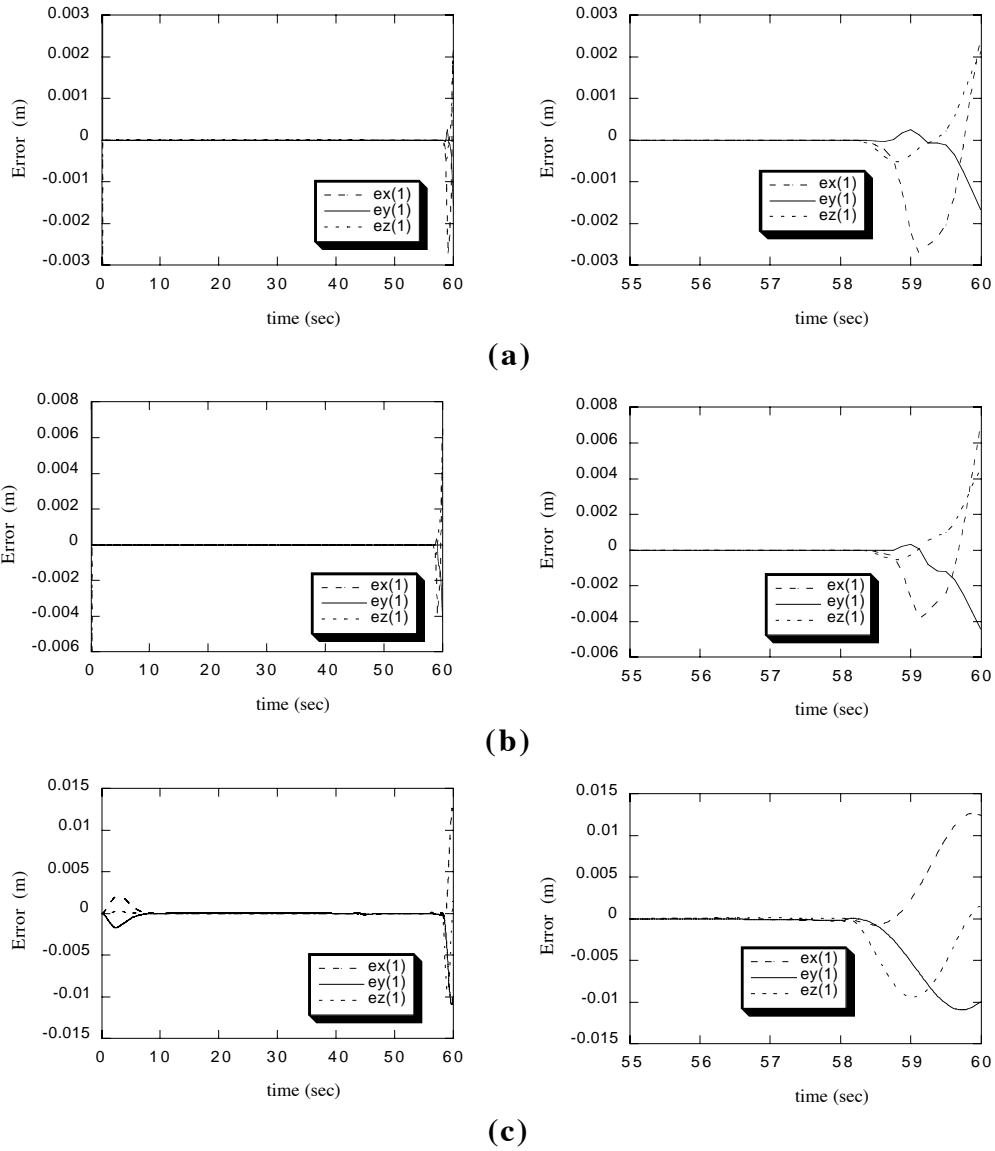 0.003
0.002
0.001
0
-0.001
-0.002
-0.003
Error (m)
ex(1)
ey(1)
ez(1)
0 10 20 30 40 50 60
time (sec)
0.003
0.002
0.001
0
-0.001
-0.002
-0.003
Error (m)
ex(1)
ey(1)
ez(1)
55 56 57 58 59 60
time (sec)
(a)
0.008
0.006
0.004
0.002
0
-0.002
-0.004
-0.006
Error (m)
ex(1)
ey(1)
ez(1)
0 10 20 30 40 50 60
time (sec)
0.008
0.006
0.004
0.002
0
-0.002
-0.004
-0.006
Error (m)
ex(1)
ey(1)
ez(1)
55 56 57 58 59 60
time (sec)
(b)
0.015
0.01
0.005
0
-0.005
-0.01
-0.015
Error (m)
ex(1)
ey(1)
ez(1)
0 10 20 30 40 50 60
time (sec)
0.015
0.01
0.005
0
-0.005
-0.01
-0.015
Error (m)
ex(1)
ey(1)
ez(1)
55 56 57 58 59 60
time (sec)
(c)